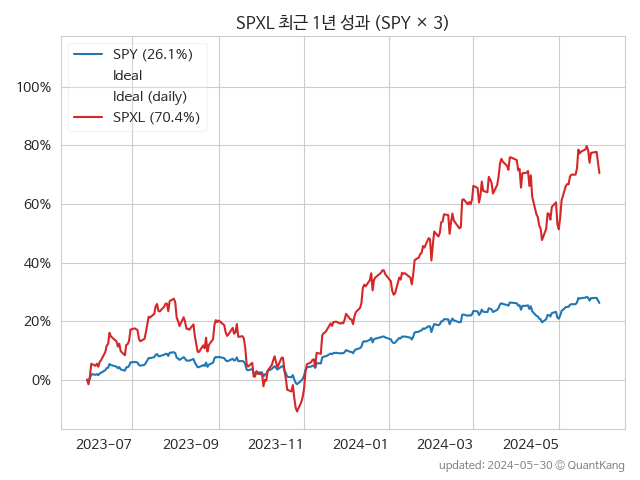 SPXL 최근 1년 성과 (SPY × 3)
SPY (26.1%)
Ideal
Ideal (daily)
SPXL (70.4%)
100%
80%
60%
40%
20%
0%
2023-07 2023-09 2023-11 2024-01 2024-03 2024-05
updated: 2024-05-30 © QuantKang